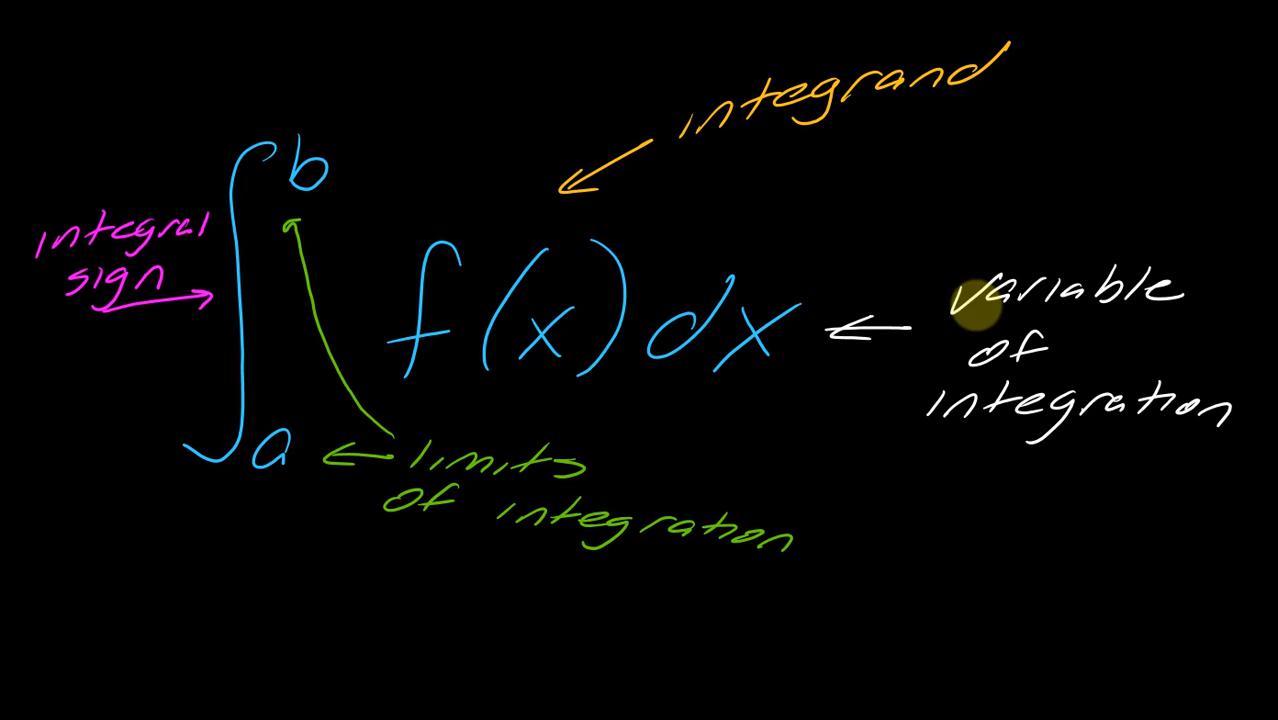 integrand
integral
sign
∫
b
a
f(x) dx
variable
of
integration
limits
of integration